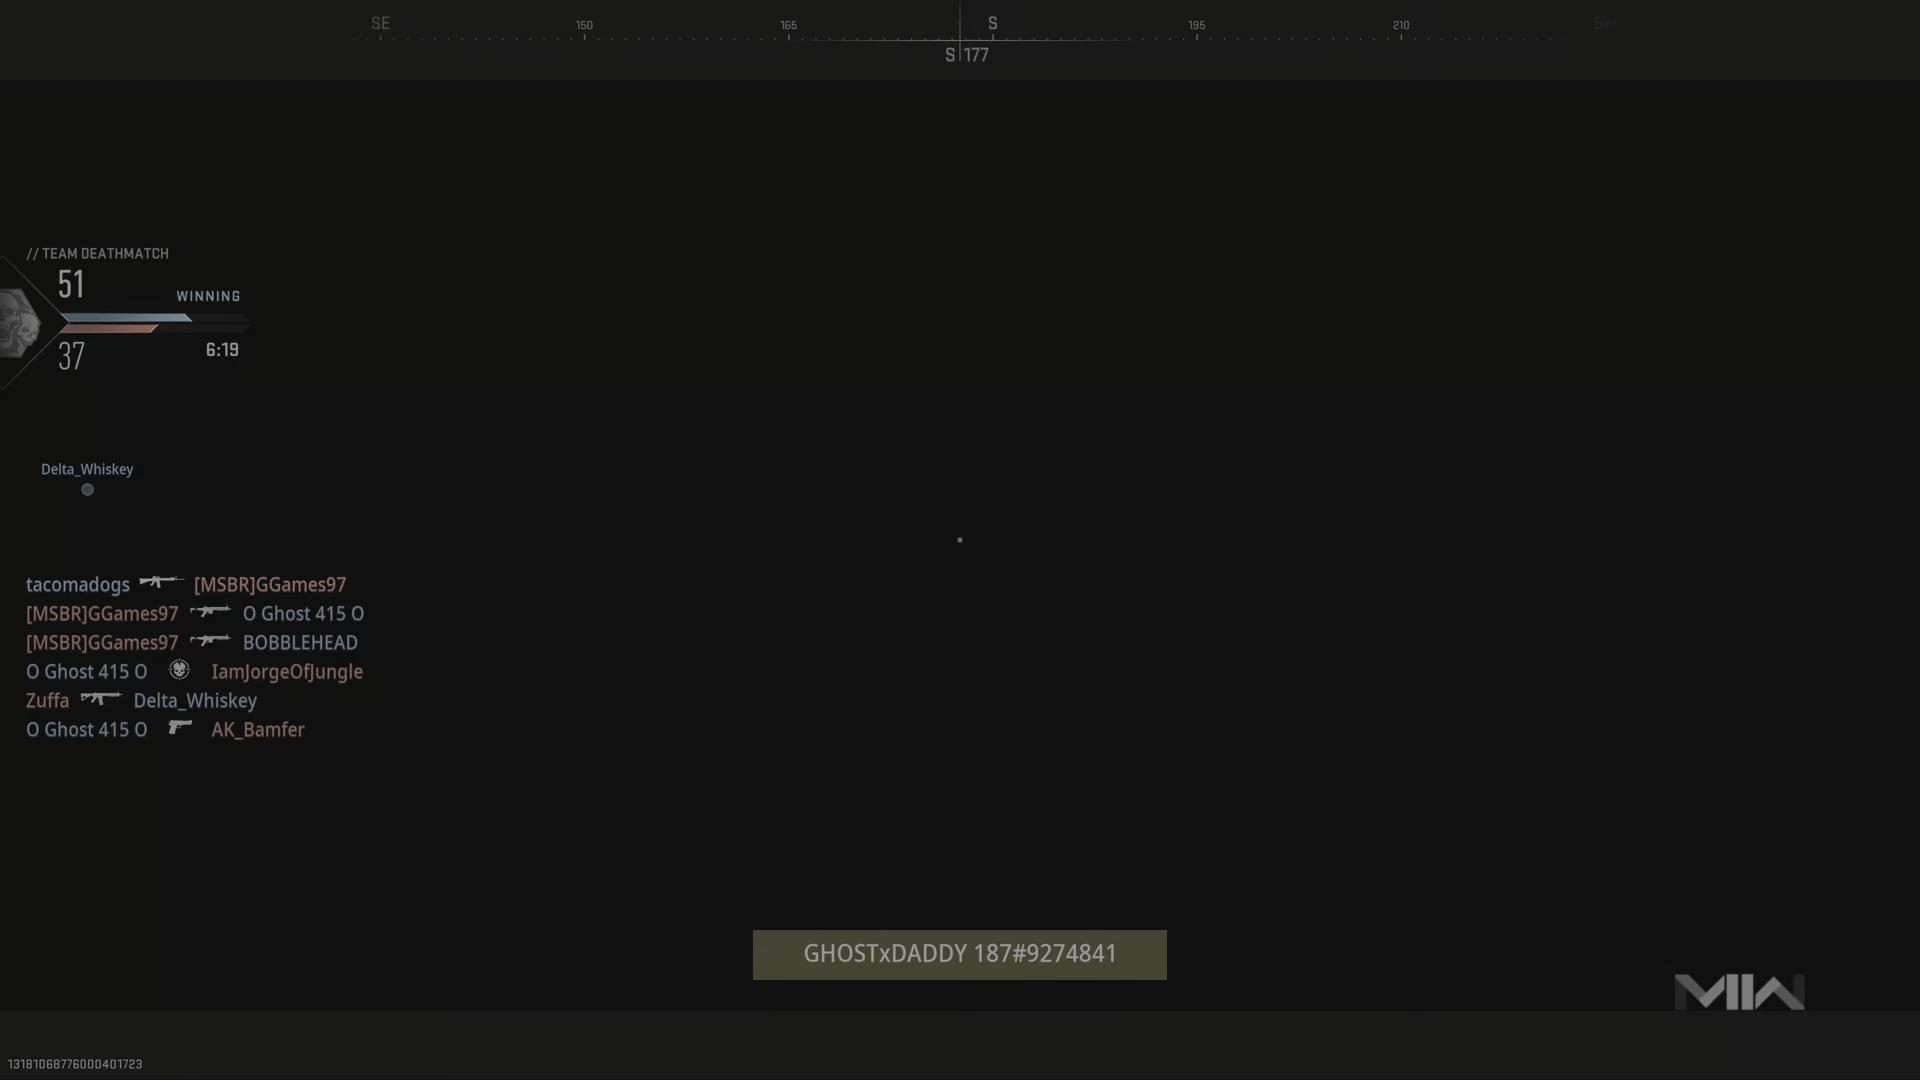 SE 150 165 S 195 210 SW
S 177
// TEAM DEATHMATCH
51
WINNING
37
6:19
Delta_Whiskey
tacomadogs [MSBR]GGames97
[MSBR]GGames97 O Ghost 415 O
[MSBR]GGames97 BOBBLEHEAD
O Ghost 415 O IamJorgeOfJungle
Zuffa Delta_Whiskey
O Ghost 415 O AK_Bamfer
GHOSTxDADDY 187#9274841
MW
13181068776000401723